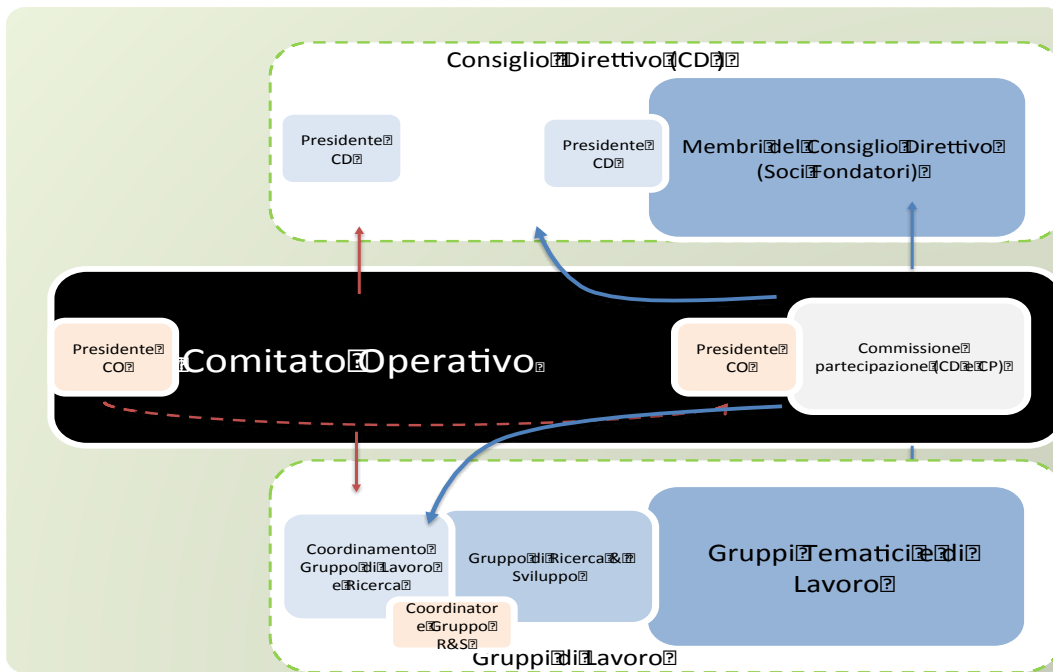 Consiglio Direttivo (CD)
Presidente
CD
Presidente
CD
Membri del Consiglio Direttivo
(Soci Fondatori)
Presidente
CO
Comitato Operativo
Presidente
CO
Commissione
partecipazione (CD e CP)
Coordinamento
Gruppo di Lavoro
e Ricerca
Gruppo di Ricerca &
Sviluppo
Gruppi Tematici e di
Lavoro
Coordinator
e Gruppo
R&S
Gruppi di Lavoro